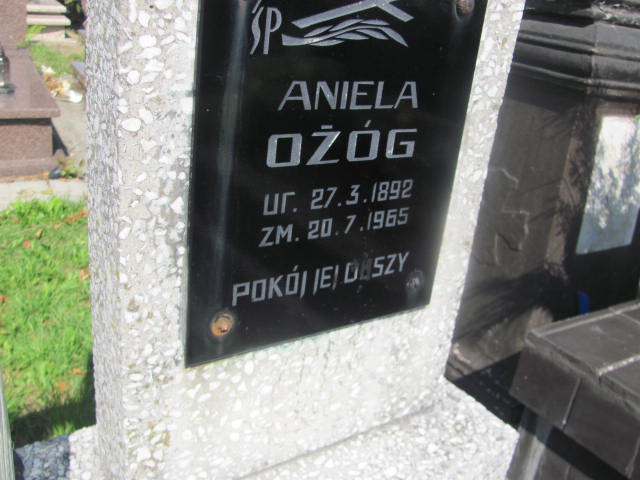 ŚP
ANIELA
OŻÓG
UR. 27.3.1892
ZM. 20.7.1965
POKÓJ JEJ DUSZY